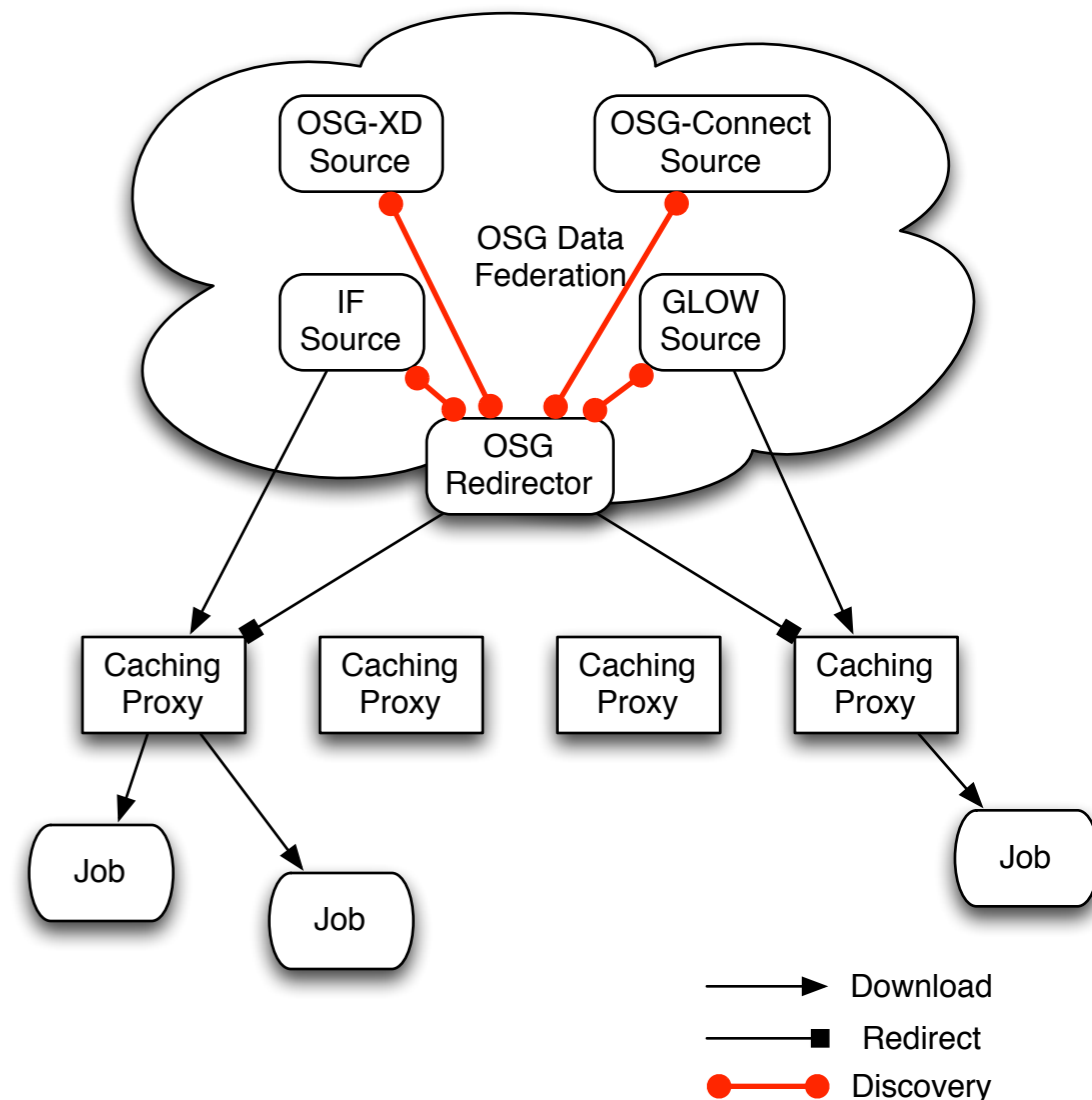 OSG-XD
Source
OSG-Connect
Source
OSG Data
Federation
IF
Source
GLOW
Source
OSG
Redirector
Caching
Proxy
Caching
Proxy
Caching
Proxy
Caching
Proxy
Job
Job
Job
Download
Redirect
Discovery